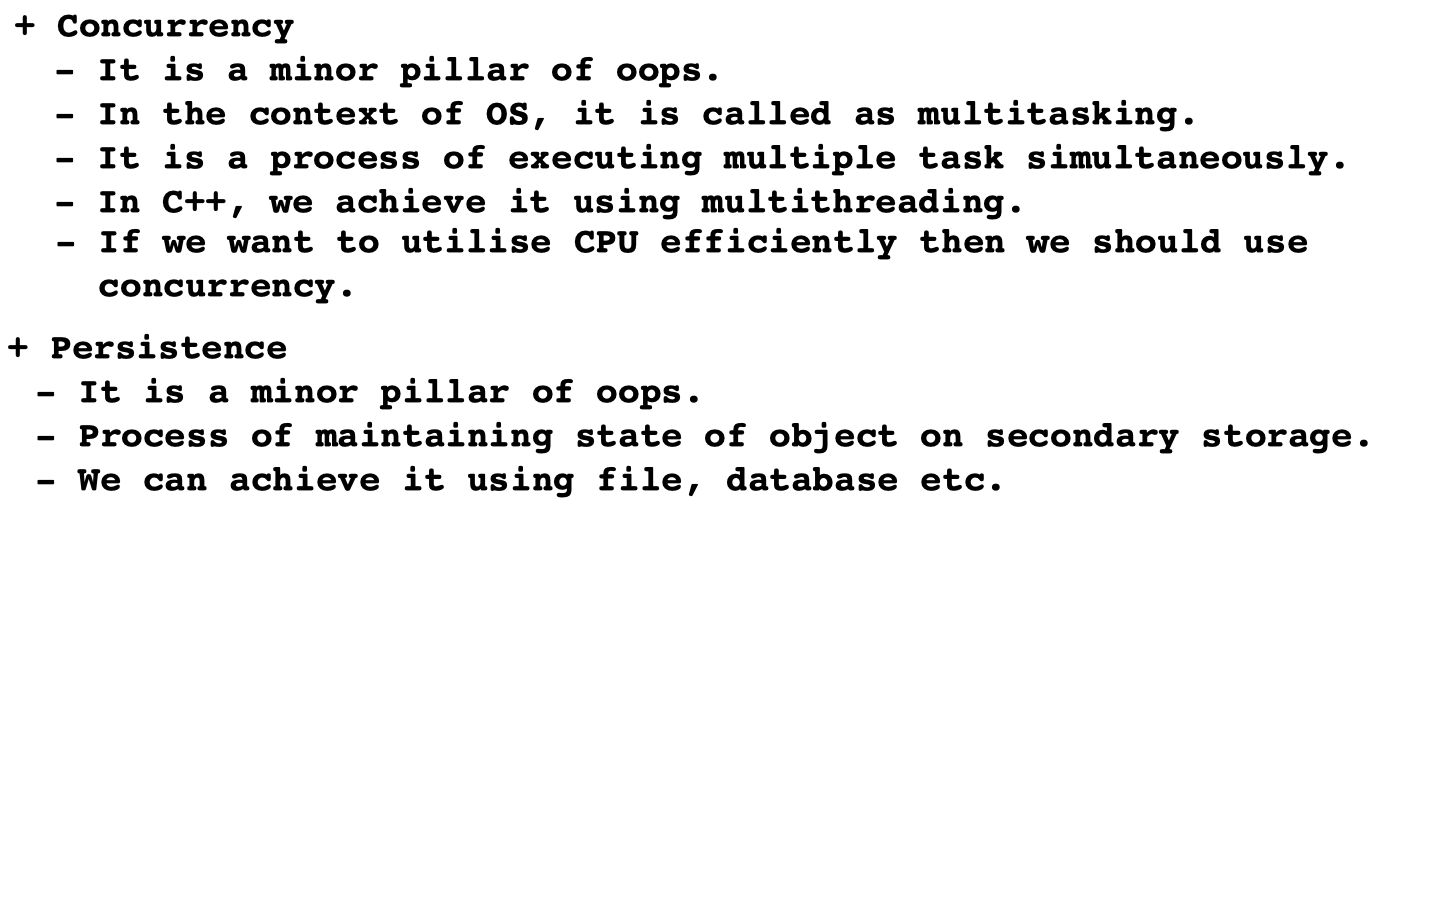 + Concurrency
- It is a minor pillar of oops.
- In the context of OS, it is called as multitasking.
- It is a process of executing multiple task simultaneously.
- In C++, we achieve it using multithreading.
- If we want to utilise CPU efficiently then we should use
concurrency.
+ Persistence
- It is a minor pillar of oops.
- Process of maintaining state of object on secondary storage.
- We can achieve it using file, database etc.